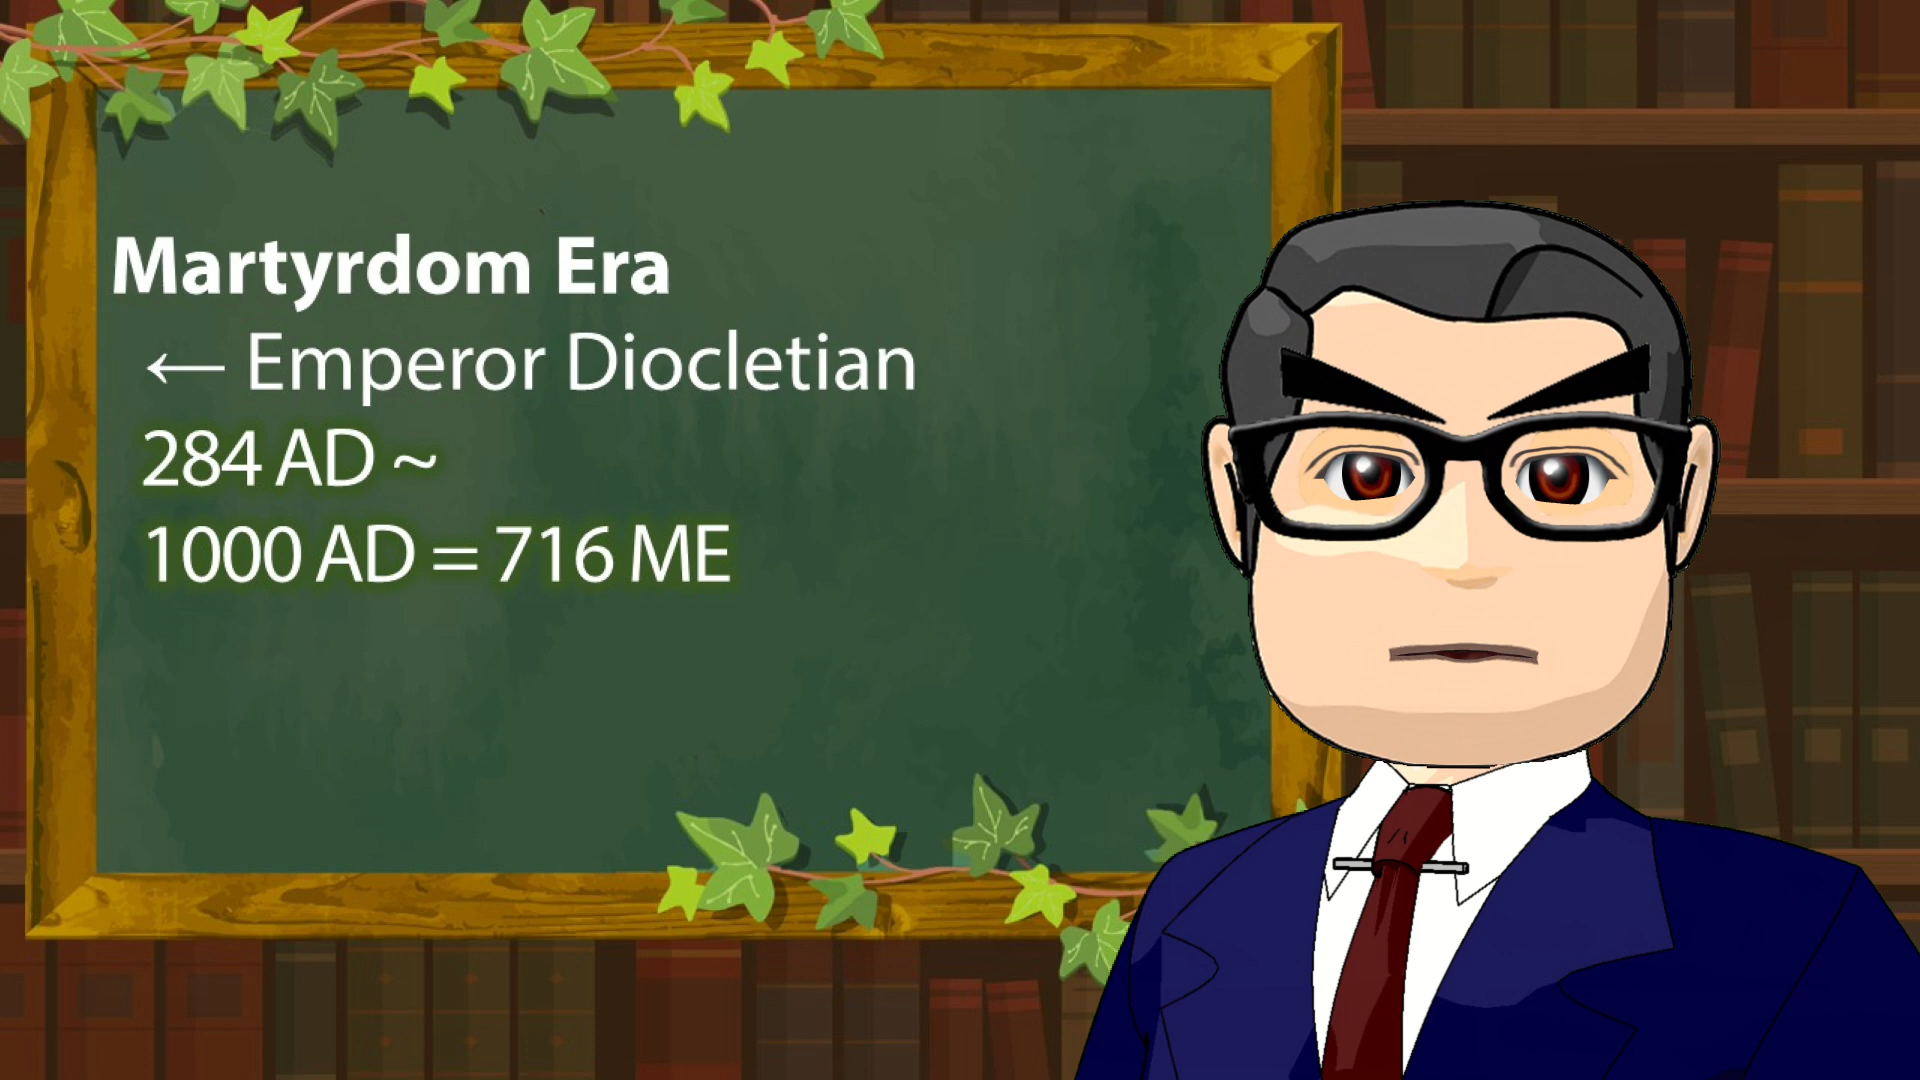 Martyrdom Era
← Emperor Diocletian
284 AD ~
1000 AD = 716 ME